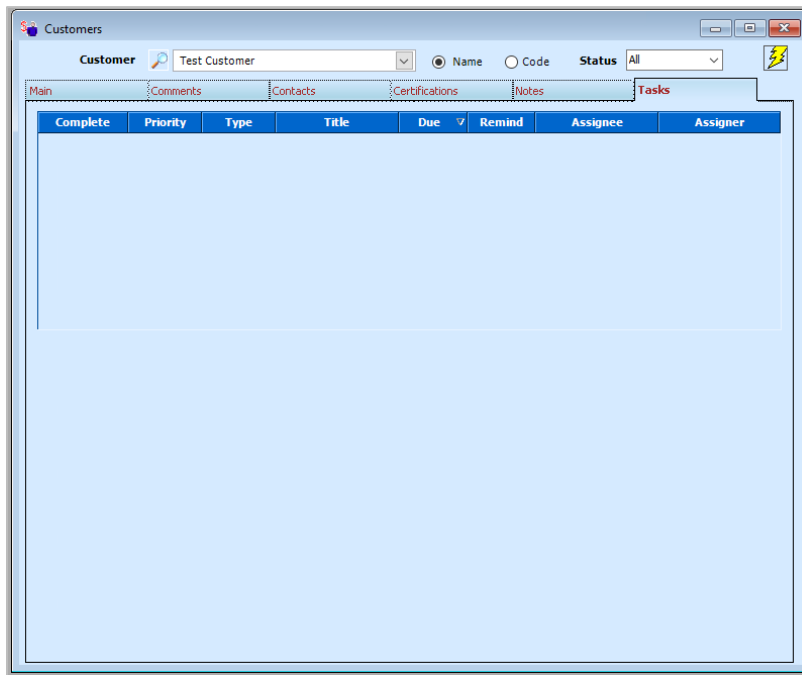 Customers
Customer Test Customer Name Code Status All
Main Comments Contacts Certifications Notes Tasks
Complete Priority Type Title Due Remind Assignee Assigner